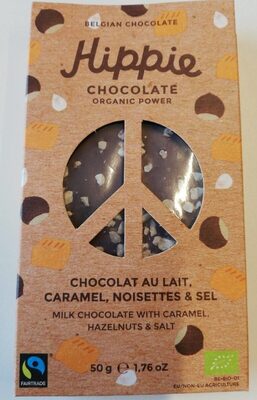 BELGIAN CHOCOLATE
Hippie
CHOCOLATE
ORGANIC POWER
CHOCOLAT AU LAIT,
CARAMEL, NOISETTES & SEL
MILK CHOCOLATE WITH CARAMEL,
HAZELNUTS & SALT
50 g ℮ 1,76 oZ
FAIRTRADE
BE-BIO-01
EU/NON-EU AGRICULTURE